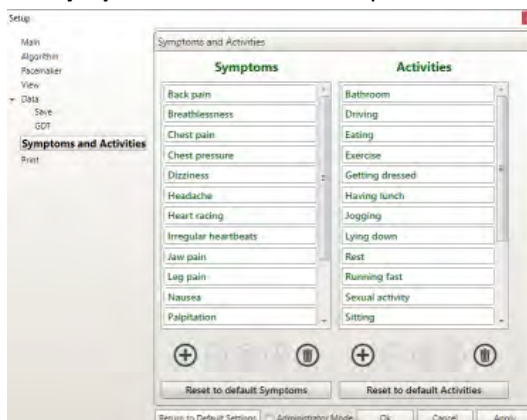 Setup
Main
Algorithm
Pacemaker
View
Data
Save
GDT
Symptoms and Activities
Print
Symptoms and Activities
Symptoms
Back pain
Breathlessness
Chest pain
Chest pressure
Dizziness
Headache
Heart racing
Irregular heartbeats
Jaw pain
Leg pain
Nausea
Palpitation
Reset to default Symptoms
Activities
Bathroom
Driving
Eating
Exercise
Getting dressed
Having lunch
Jogging
Lying down
Rest
Running fast
Sexual activity
Sitting
Reset to default Activities
Return to Default Settings
Administrator Mode
Ok
Cancel
Apply